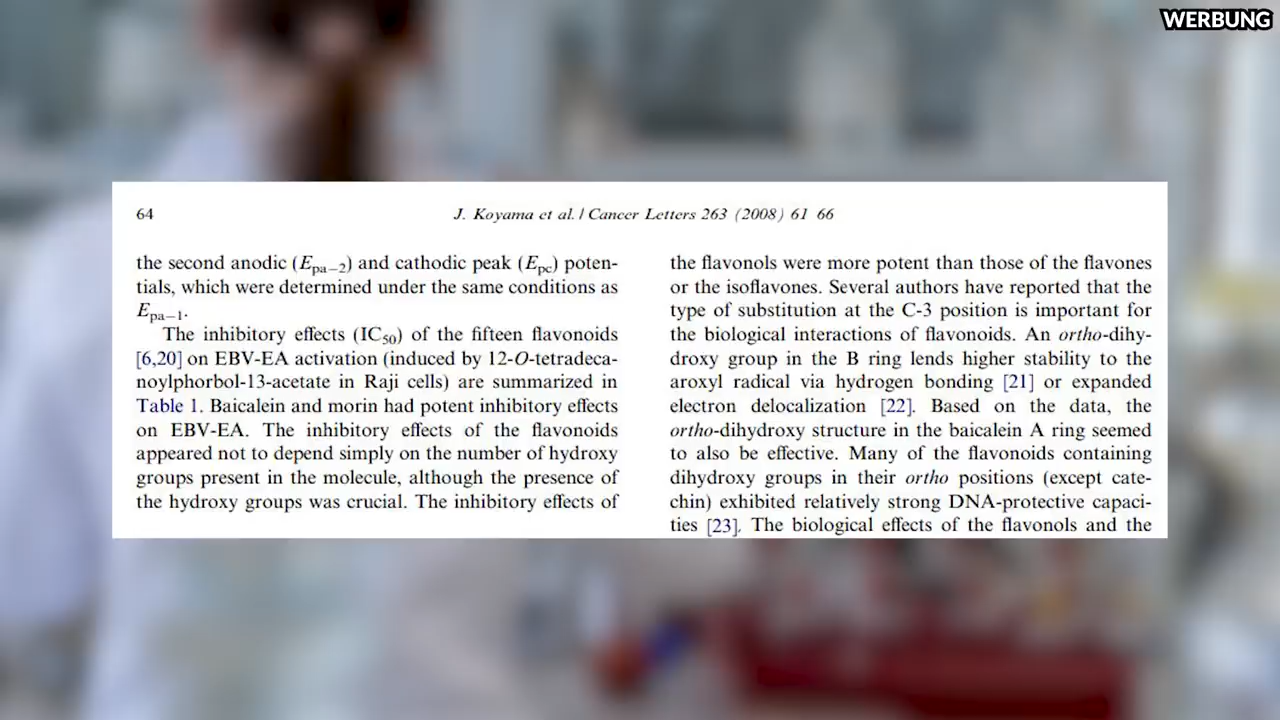 WERBUNG
64
J. Koyama et al. / Cancer Letters 263 (2008) 61 66
the second anodic (Epa−2) and cathodic peak (Epc) poten-
tials, which were determined under the same conditions as
Epa−1.
The inhibitory effects (IC50) of the fifteen flavonoids
[6,20] on EBV-EA activation (induced by 12-O-tetradeca-
noylphorbol-13-acetate in Raji cells) are summarized in
Table 1. Baicalein and morin had potent inhibitory effects
on EBV-EA. The inhibitory effects of the flavonoids
appeared not to depend simply on the number of hydroxy
groups present in the molecule, although the presence of
the hydroxy groups was crucial. The inhibitory effects of
the flavonols were more potent than those of the flavones
or the isoflavones. Several authors have reported that the
type of substitution at the C-3 position is important for
the biological interactions of flavonoids. An ortho-dihy-
droxy group in the B ring lends higher stability to the
aroxyl radical via hydrogen bonding [21] or expanded
electron delocalization [22]. Based on the data, the
ortho-dihydroxy structure in the baicalein A ring seemed
to also be effective. Many of the flavonoids containing
dihydroxy groups in their ortho positions (except cate-
chin) exhibited relatively strong DNA-protective capaci-
ties [23]. The biological effects of the flavonols and the